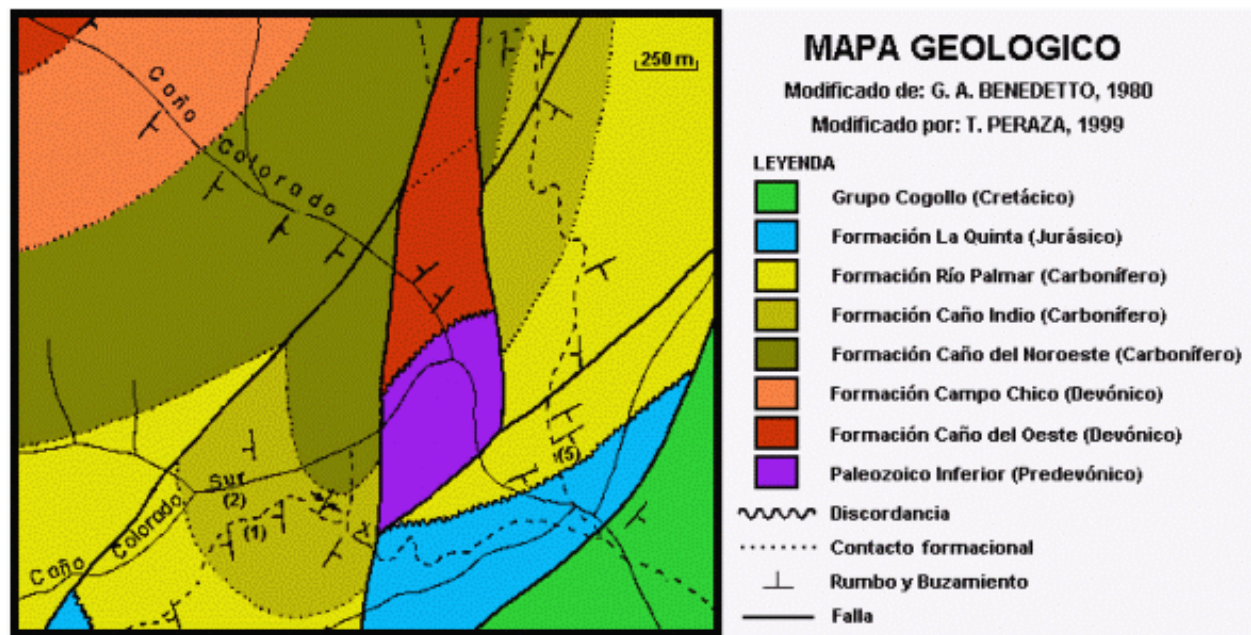 Caño
Colorado
250 m
Sur
(2)
(1)
(5)
Caño Colorado
MAPA GEOLOGICO
Modificado de: G. A. BENEDETTO, 1980
Modificado por: T. PERAZA, 1999
LEYENDA
Grupo Cogollo (Cretácico)
Formación La Quinta (Jurásico)
Formación Río Palmar (Carbonífero)
Formación Caño Indio (Carbonífero)
Formación Caño del Noroeste (Carbonífero)
Formación Campo Chico (Devónico)
Formación Caño del Oeste (Devónico)
Paleozoico Inferior (Predevónico)
Discordancia
Contacto formacional
Rumbo y Buzamiento
Falla